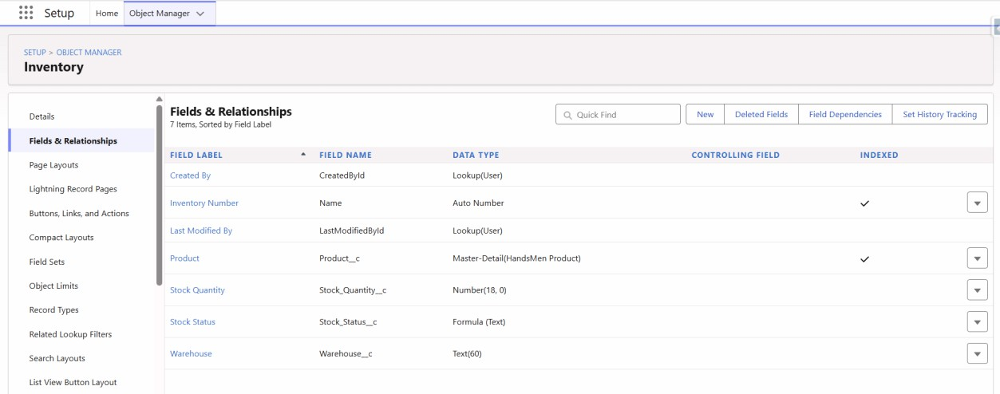 Setup Home Object Manager
SETUP > OBJECT MANAGER
Inventory
Details
Fields & Relationships
Page Layouts
Lightning Record Pages
Buttons, Links, and Actions
Compact Layouts
Field Sets
Object Limits
Record Types
Related Lookup Filters
Search Layouts
List View Button Layout
Fields & Relationships
7 Items, Sorted by Field Label
Quick Find New Deleted Fields Field Dependencies Set History Tracking
FIELD LABEL FIELD NAME DATA TYPE CONTROLLING FIELD INDEXED
Created By CreatedById Lookup(User)
Inventory Number Name Auto Number
Last Modified By LastModifiedById Lookup(User)
Product Product__c Master-Detail(HandsMen Product)
Stock Quantity Stock_Quantity__c Number(18, 0)
Stock Status Stock_Status__c Formula (Text)
Warehouse Warehouse__c Text(60)